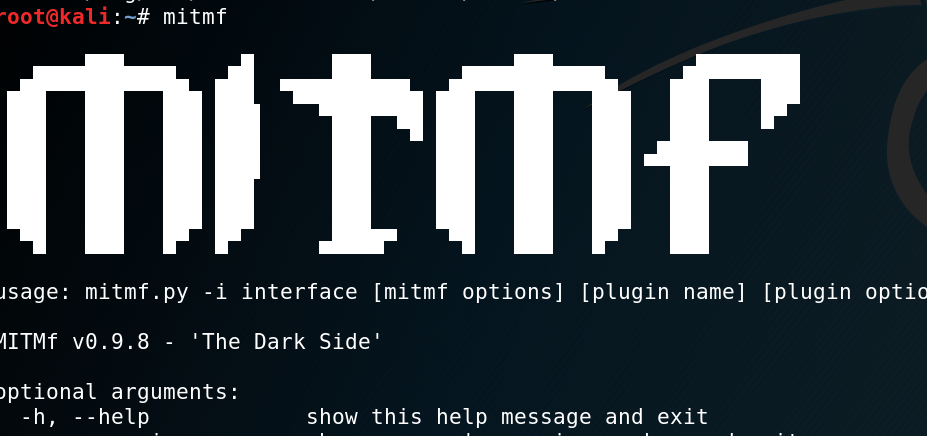 root@kali:~# mitmf
MITMf
usage: mitmf.py -i interface [mitmf options] [plugin name] [plugin optio
MITMf v0.9.8 - 'The Dark Side'
optional arguments:
-h, --help show this help message and exit